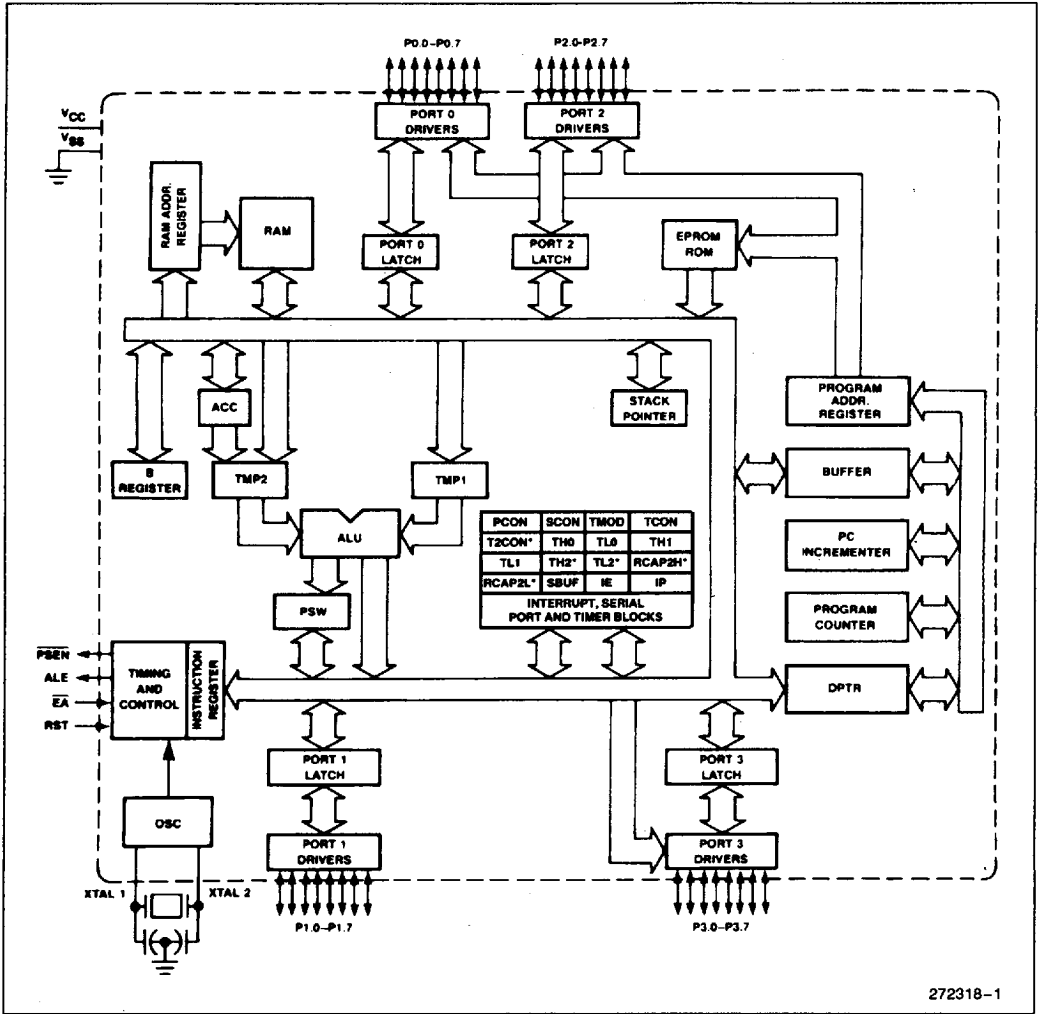 P0.0–P0.7
P2.0–P2.7
VCC
VSS
PORT 0
DRIVERS
PORT 2
DRIVERS
RAM ADDR.
REGISTER
RAM
PORT 0
LATCH
PORT 2
LATCH
EPROM
ROM
ACC
STACK
POINTER
PROGRAM
ADDR.
REGISTER
B
REGISTER
TMP2
TMP1
BUFFER
ALU
PCON SCON TMOD TCON
T2CON* TH0 TL0 TH1
TL1 TH2* TL2* RCAP2H*
RCAP2L* SBUF IE IP
INTERRUPT, SERIAL
PORT AND TIMER BLOCKS
PC
INCREMENTER
PSW
PROGRAM
COUNTER
PSEN
ALE
EA
RST
TIMING
AND
CONTROL
INSTRUCTION
REGISTER
DPTR
PORT 1
LATCH
PORT 3
LATCH
OSC
PORT 1
DRIVERS
PORT 3
DRIVERS
XTAL 1
XTAL 2
P1.0–P1.7
P3.0–P3.7
272318–1